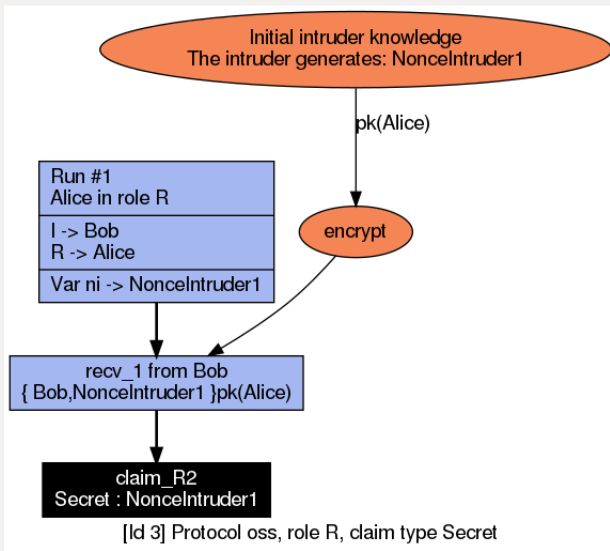 Initial intruder knowledge
The intruder generates: NonceIntruder1
pk(Alice)
Run #1
Alice in role R
I -> Bob
R -> Alice
Var ni -> NonceIntruder1
encrypt
recv_1 from Bob
{ Bob,NonceIntruder1 }pk(Alice)
claim_R2
Secret : NonceIntruder1
[Id 3] Protocol oss, role R, claim type Secret